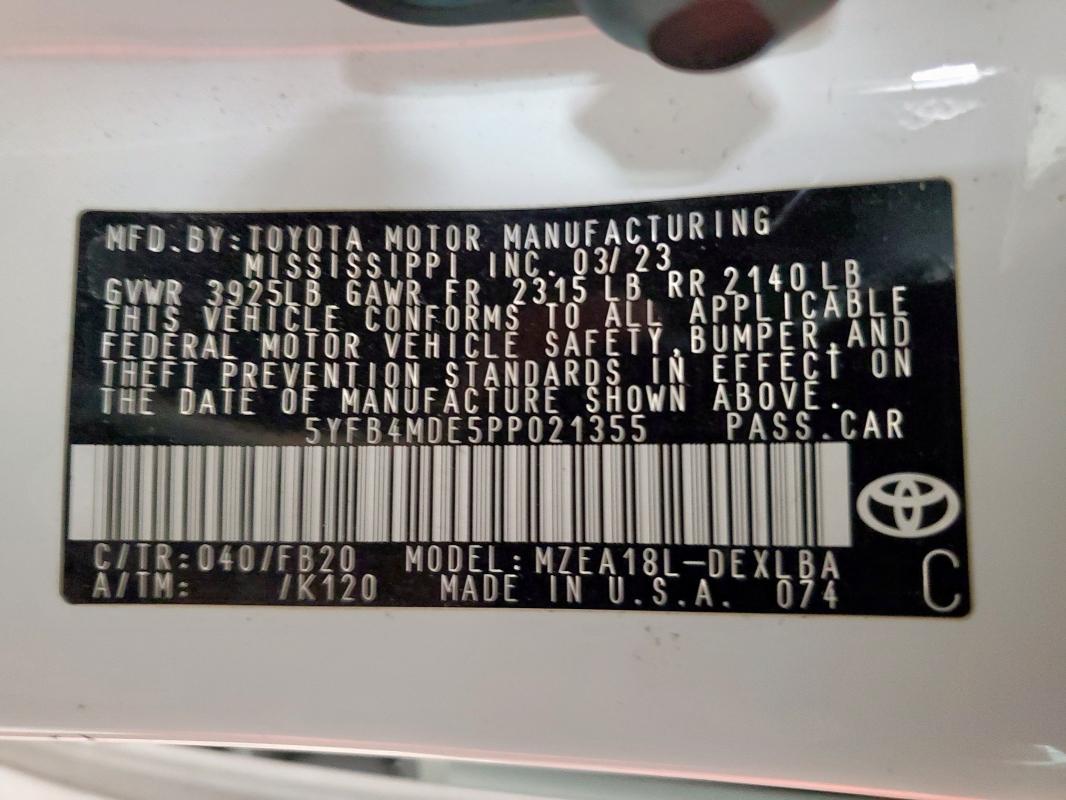 MFD.BY:TOYOTA MOTOR MANUFACTURING
MISSISSIPPI INC. 03/23
GVWR 3925LB GAWR FR 2315 LB RR 2140 LB
THIS VEHICLE CONFORMS TO ALL APPLICABLE
FEDERAL MOTOR VEHICLE SAFETY,BUMPER,AND
THEFT PREVENTION STANDARDS IN EFFECT ON
THE DATE OF MANUFACTURE SHOWN ABOVE.
5YFB4MDE5PP021355 PASS.CAR
C/TR:040/FB20 MODEL:MZEA18L-DEXLBA
A/TM: /K120 MADE IN U.S.A. 074
C